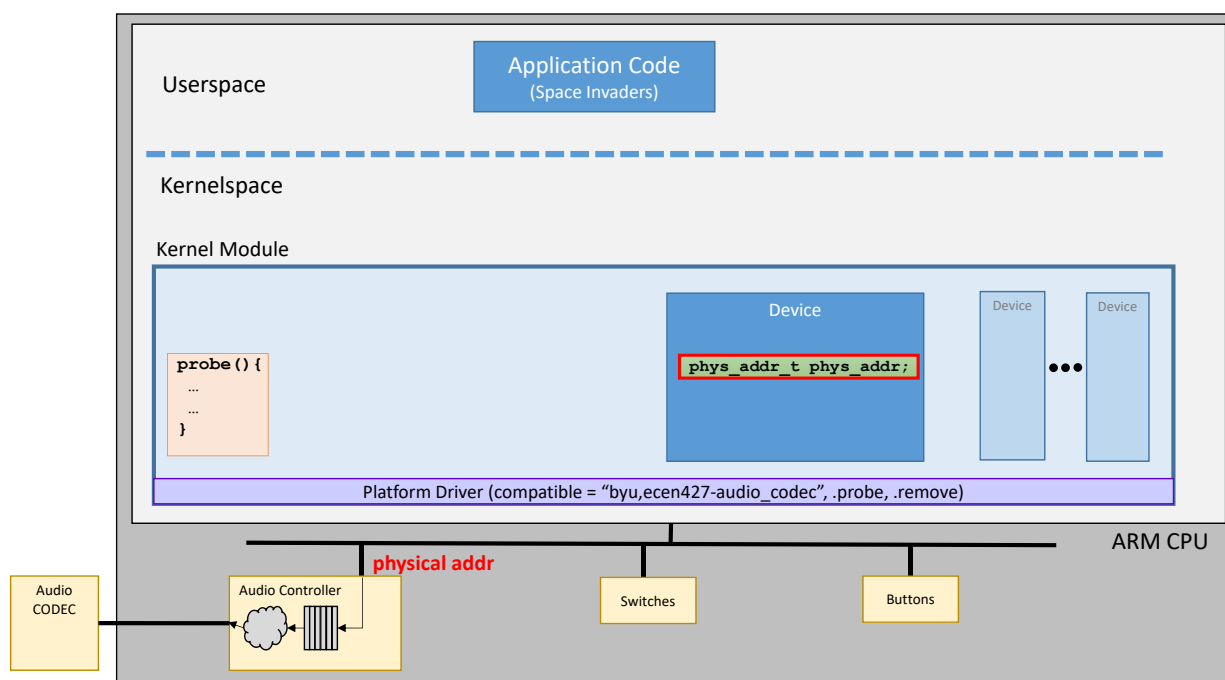 Userspace
Application Code
(Space Invaders)
Kernelspace
Kernel Module
Device
Device
Device
probe(){
…
…
}
phys_addr_t phys_addr;
Platform Driver (compatible = “byu,ecen427-audio_codec”, .probe, .remove)
ARM CPU
physical addr
Audio
CODEC
Audio Controller
Switches
Buttons